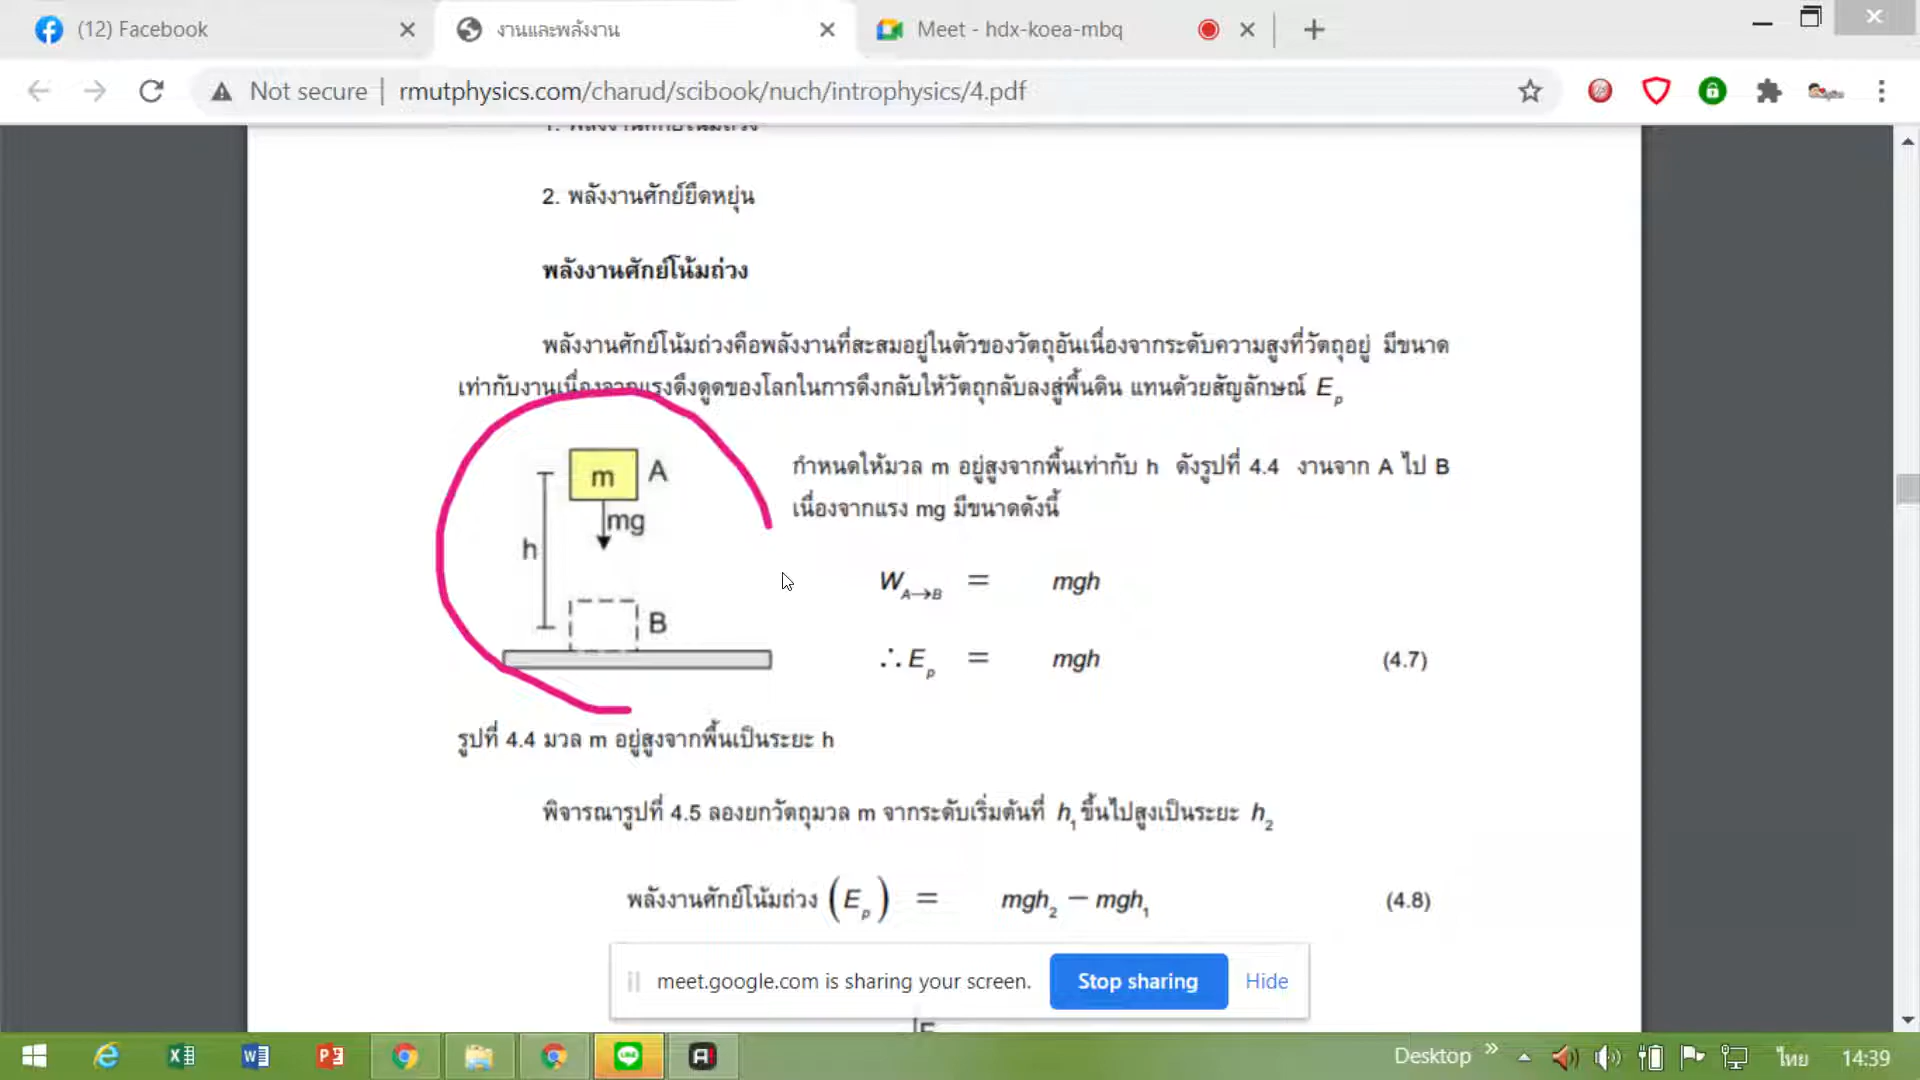 (12) Facebook
งานและพลังงาน
Meet - hdx-koea-mbq
Not secure
rmutphysics.com/charud/scibook/nuch/introphysics/4.pdf
1. พลังงานศักย์โน้มถ่วง
2. พลังงานศักย์ยืดหยุ่น
พลังงานศักย์โน้มถ่วง
พลังงานศักย์โน้มถ่วงคือพลังงานที่สะสมอยู่ในตัวของวัตถุอันเนื่องจากระดับความสูงที่วัตถุอยู่ มีขนาด
เท่ากับงานเนื่องจากแรงดึงดูดของโลกในการดึงกลับให้วัตถุกลับลงสู่พื้นดิน แทนด้วยสัญลักษณ์ E_p
m A
mg
h
B
กำหนดให้มวล m อยู่สูงจากพื้นเท่ากับ h ดังรูปที่ 4.4 งานจาก A ไป B
เนื่องจากแรง mg มีขนาดดังนี้
W_{A→B} = mgh
∴ E_p = mgh (4.7)
รูปที่ 4.4 มวล m อยู่สูงจากพื้นเป็นระยะ h
พิจารณารูปที่ 4.5 ลองยกวัตถุมวล m จากระดับเริ่มต้นที่ h_1 ขึ้นไปสูงเป็นระยะ h_2
พลังงานศักย์โน้มถ่วง (E_p) = mgh_2 − mgh_1 (4.8)
meet.google.com is sharing your screen.
Stop sharing
Hide
Desktop
ไทย
14:39